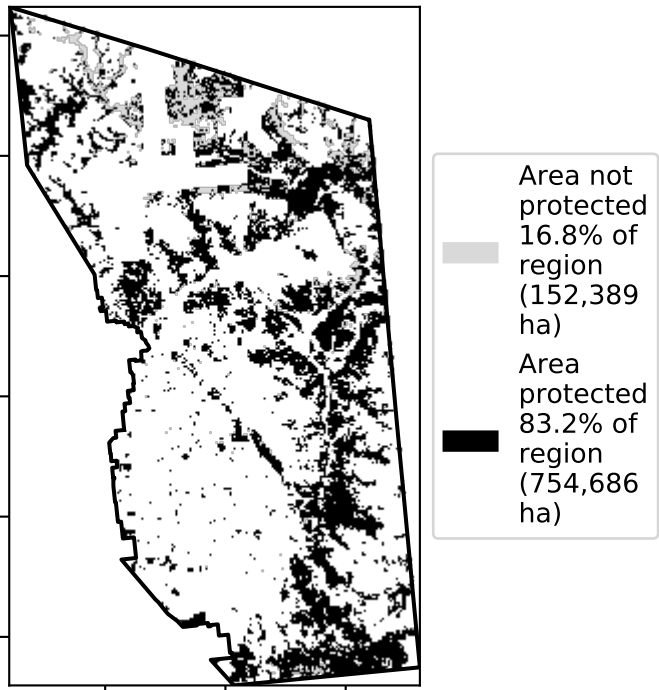 Area not
protected
16.8% of
region
(152,389
ha)
Area
protected
83.2% of
region
(754,686
ha)